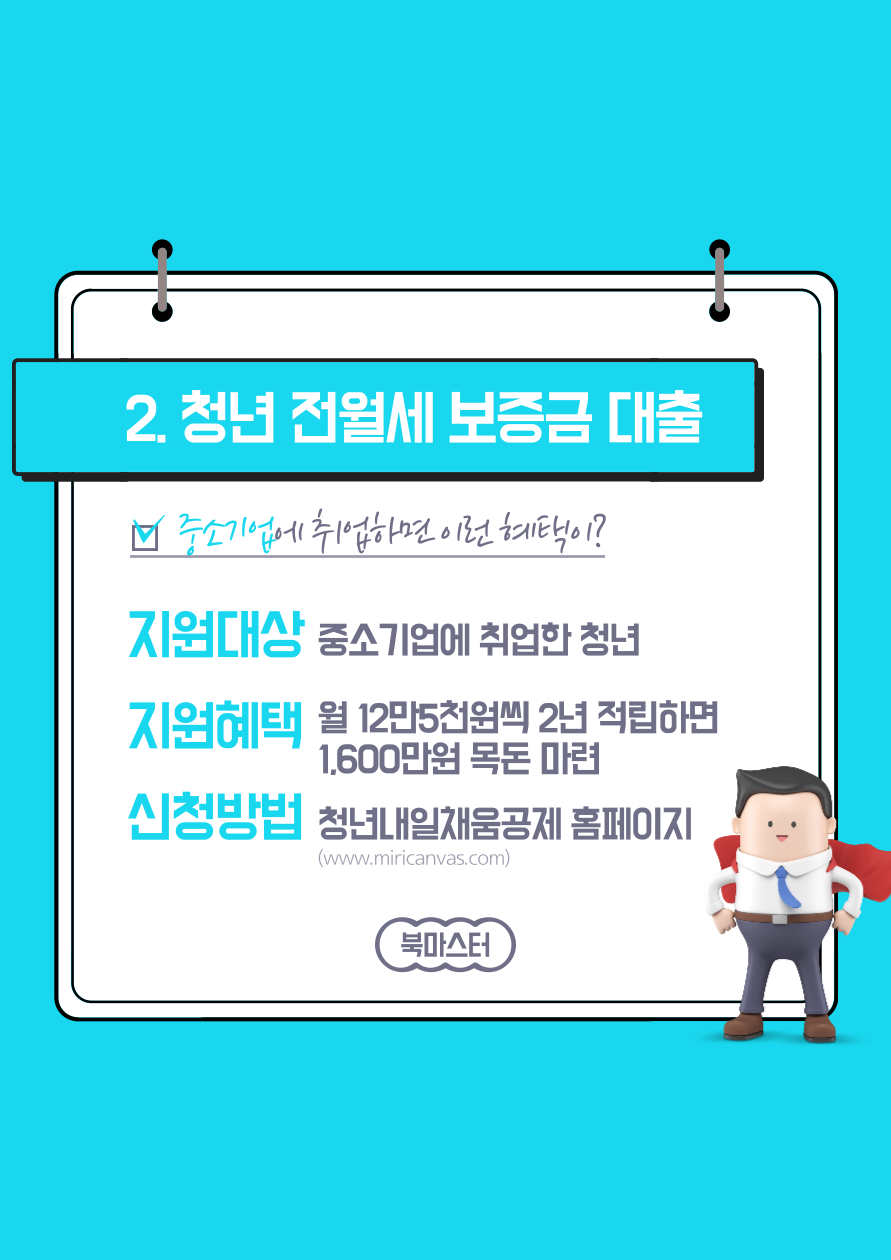 2. 청년 전월세 보증금 대출
중소기업에 취업하면 이런 혜택이?
지원대상 중소기업에 취업한 청년
지원혜택 월 12만5천원씩 2년 적립하면
1,600만원 목돈 마련
신청방법 청년내일채움공제 홈페이지
(www.miricanvas.com)
북마스터